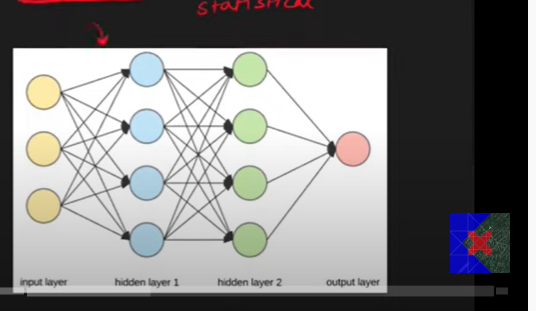 statistical
input layer hidden layer 1 hidden layer 2 output layer